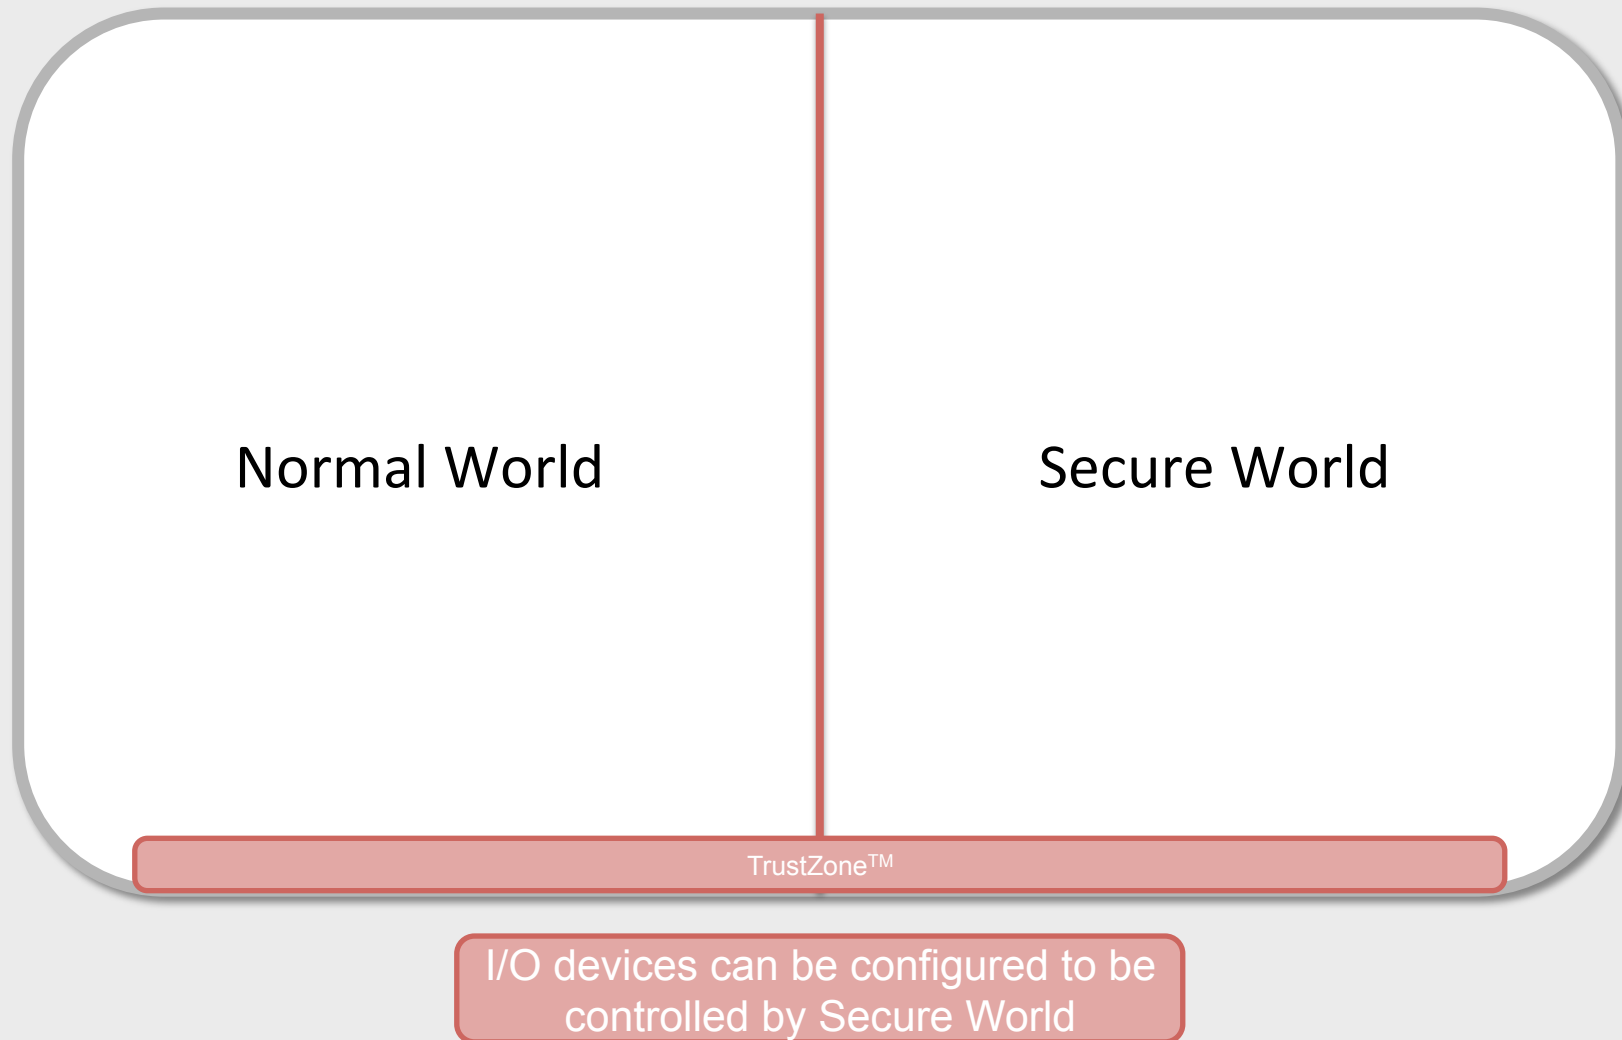 Normal World
Secure World
TrustZone™
I/O devices can be configured to be
controlled by Secure World